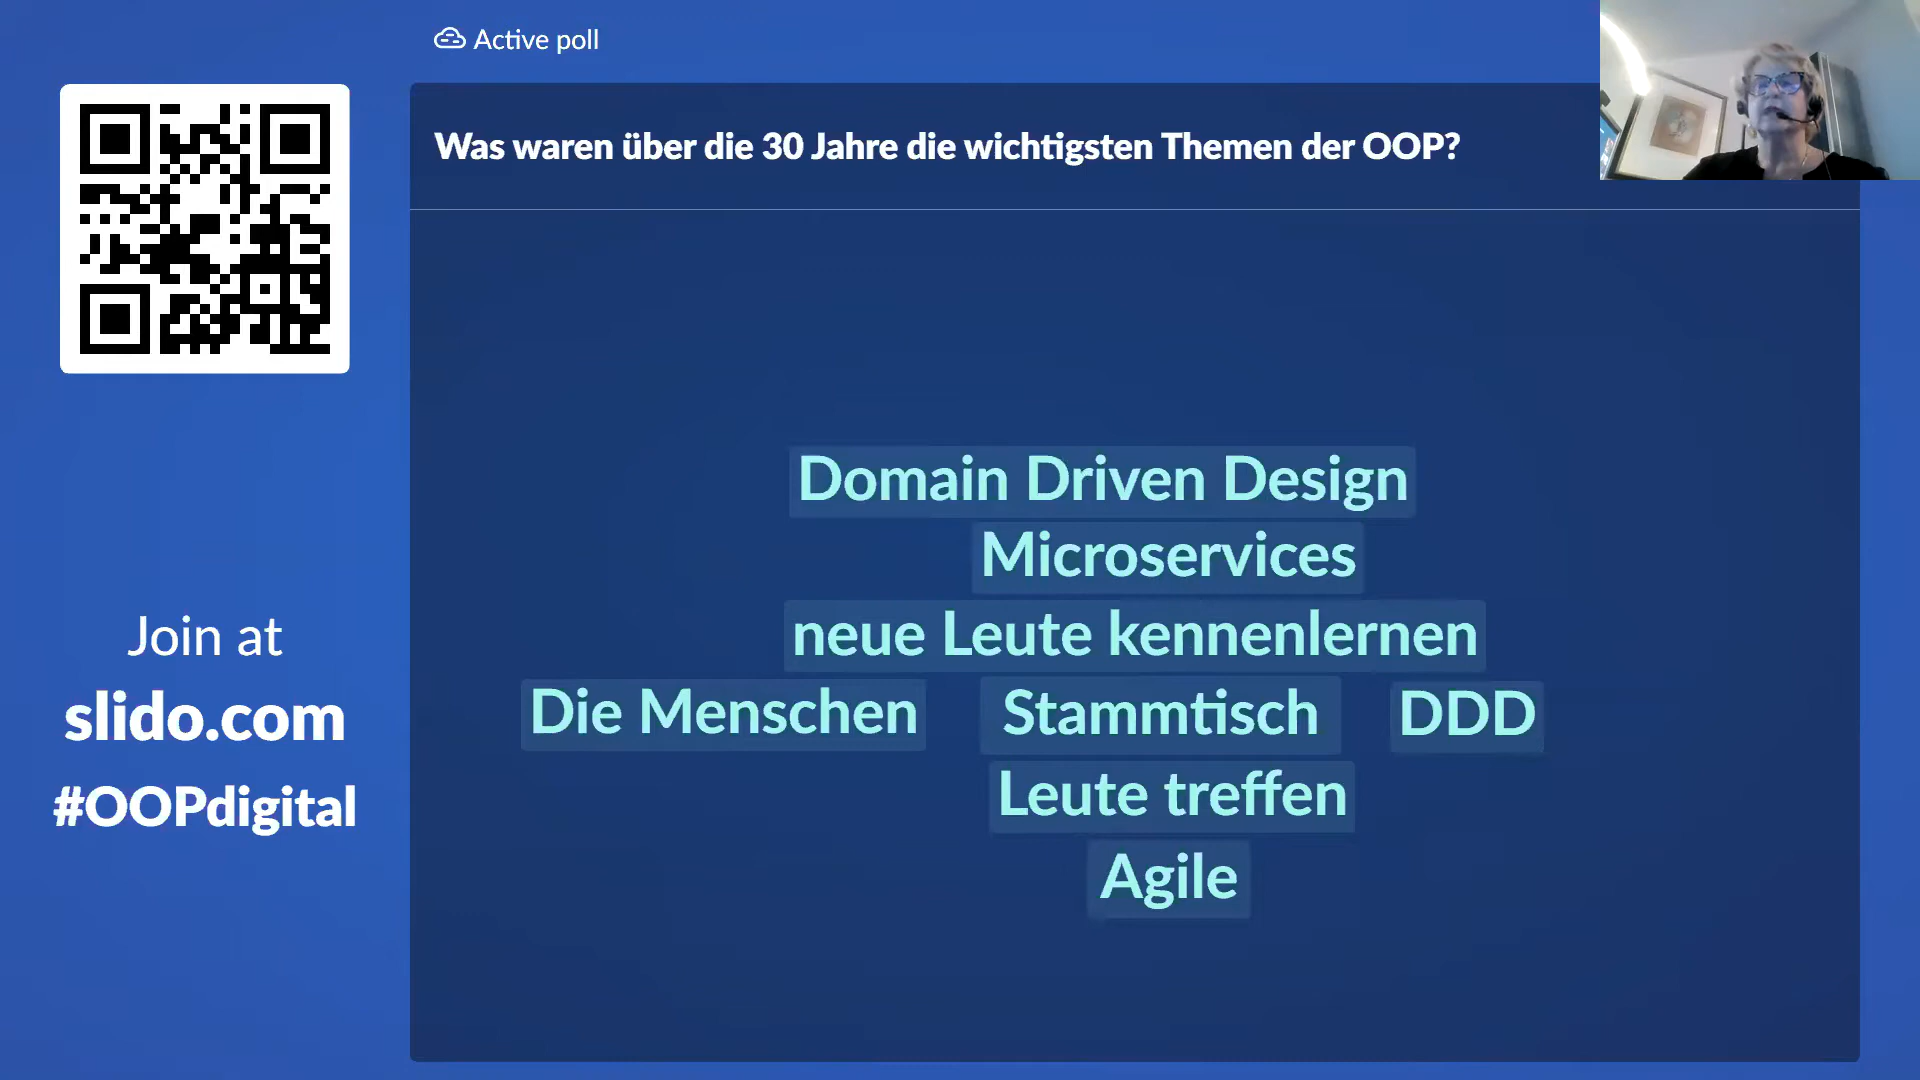 Active poll
Was waren über die 30 Jahre die wichtigsten Themen der OOP?
Domain Driven Design
Microservices
neue Leute kennenlernen
Die Menschen Stammtisch DDD
Leute treffen
Agile
Join at
slido.com
#OOPdigital